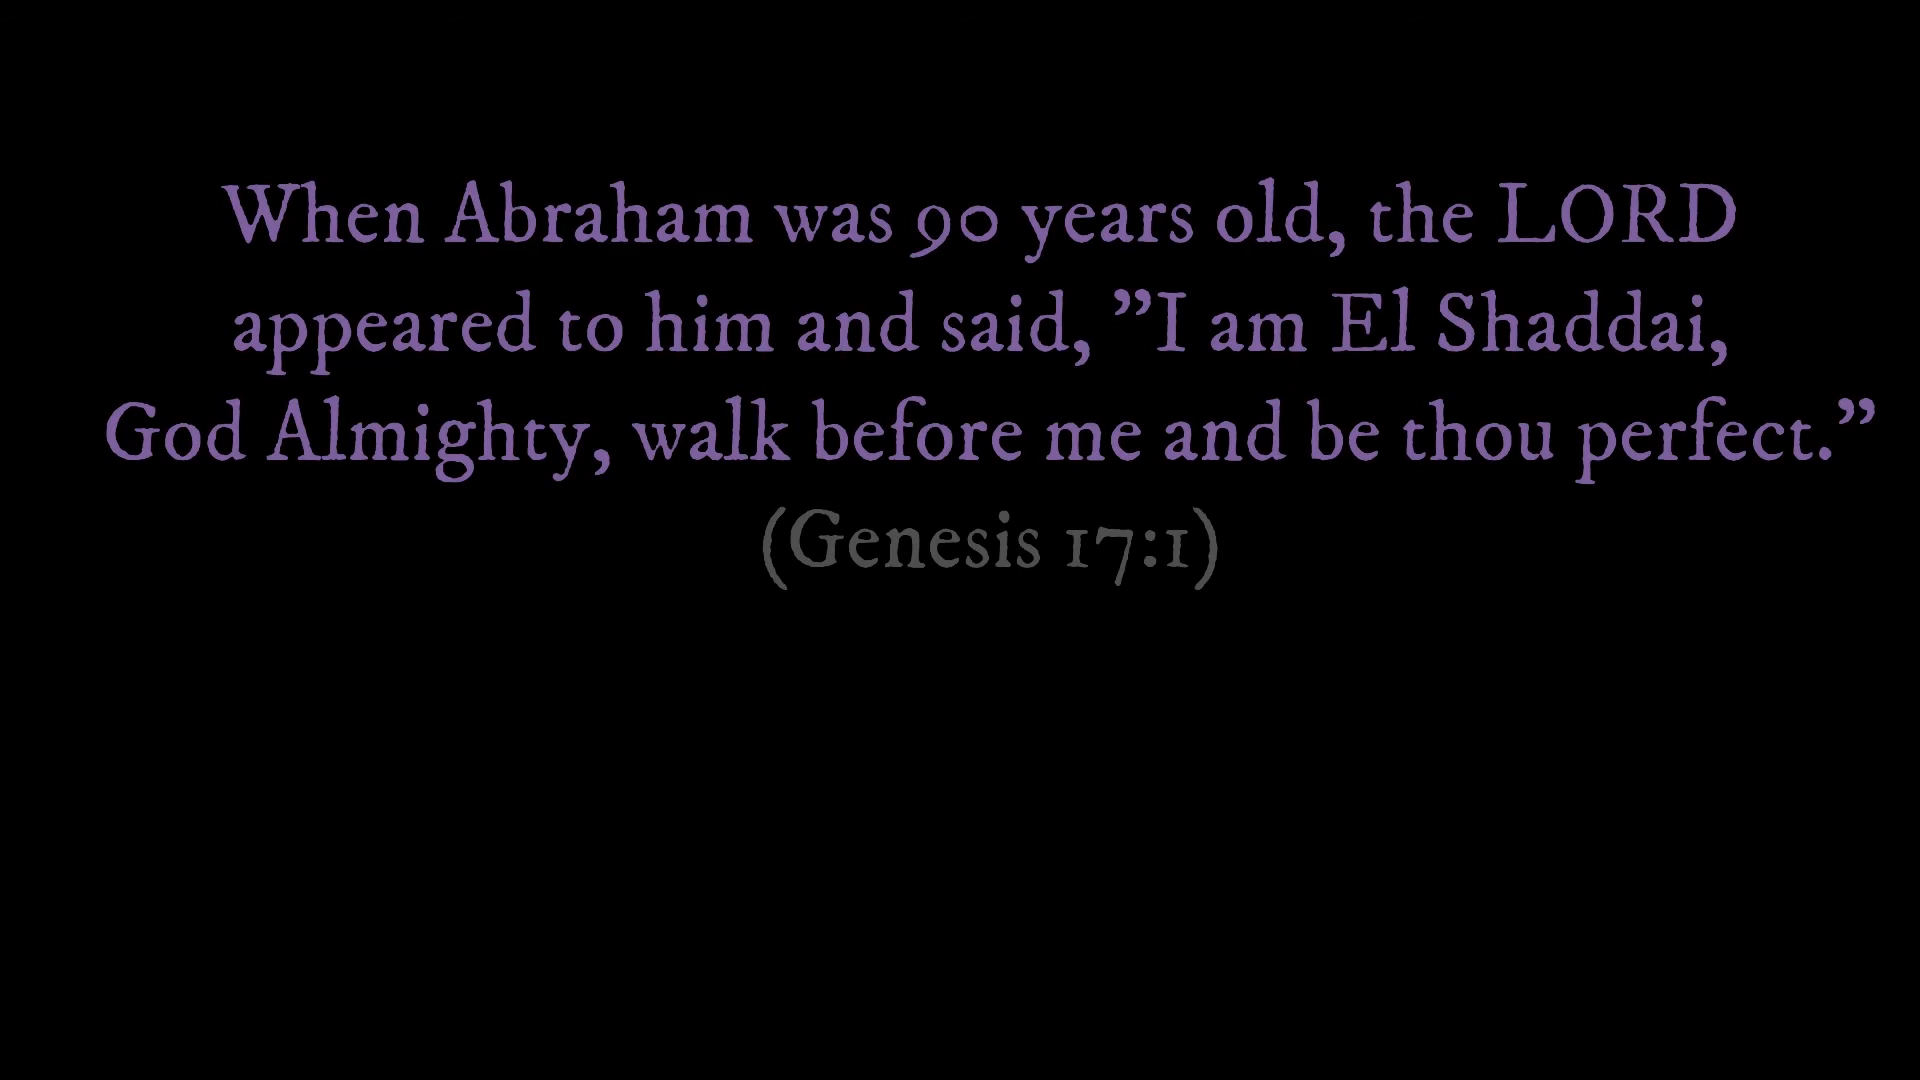 When Abraham was 90 years old, the LORD
appeared to him and said, ”I am El Shaddai,
God Almighty, walk before me and be thou perfect.”
(Genesis 17:1)